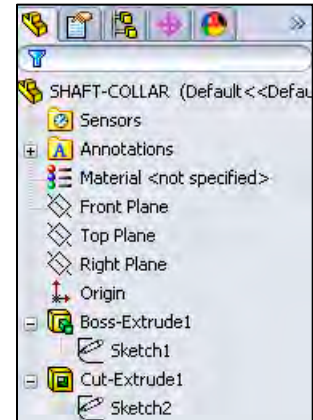 SHAFT-COLLAR (Default<<Defau
Sensors
Annotations
Material <not specified>
Front Plane
Top Plane
Right Plane
Origin
Boss-Extrude1
Sketch1
Cut-Extrude1
Sketch2